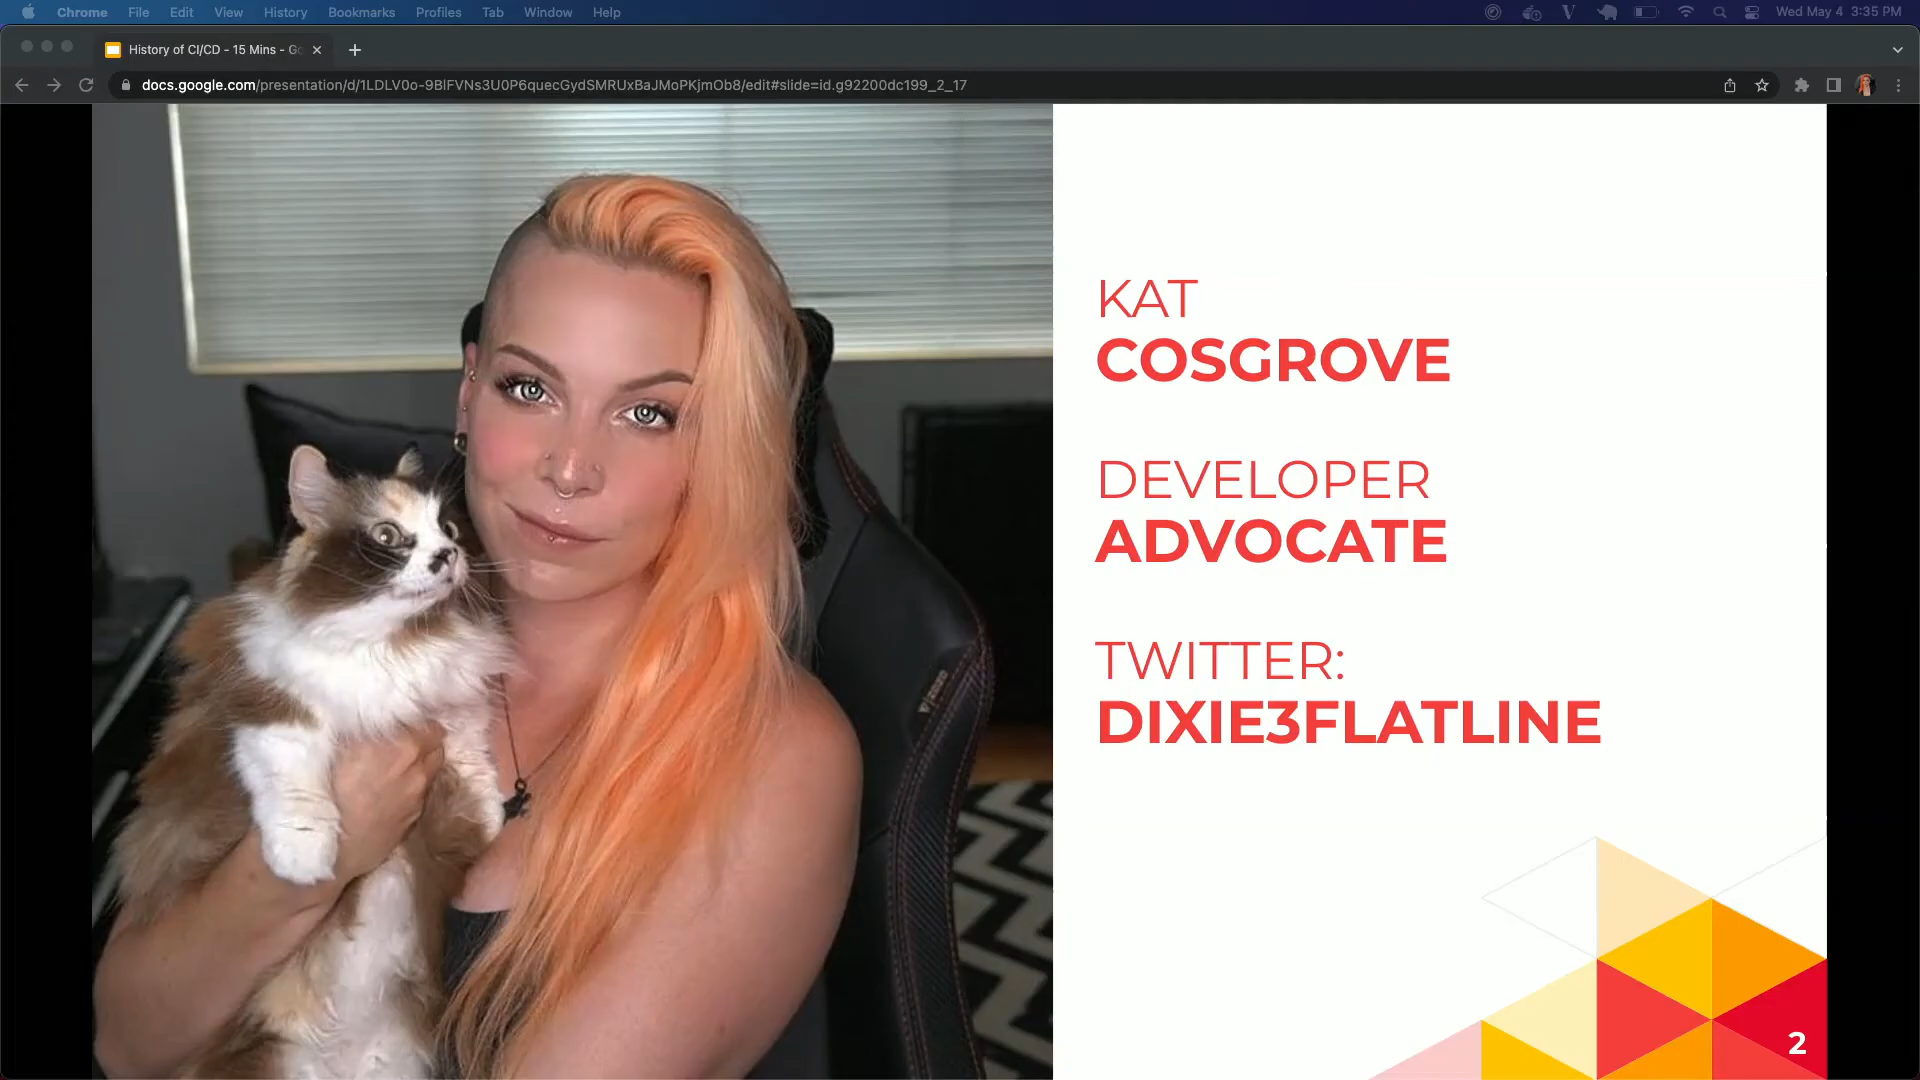 Chrome File Edit View History Bookmarks Profiles Tab Window Help Wed May 4 3:35 PM
History of CI/CD - 15 Mins - Go
docs.google.com/presentation/d/1LDLV0o-9BlFVNs3U0P6quecGydSMRUxBaJMoPKjmOb8/edit#slide=id.g92200dc199_2_17
KAT
COSGROVE
DEVELOPER
ADVOCATE
TWITTER:
DIXIE3FLATLINE
2